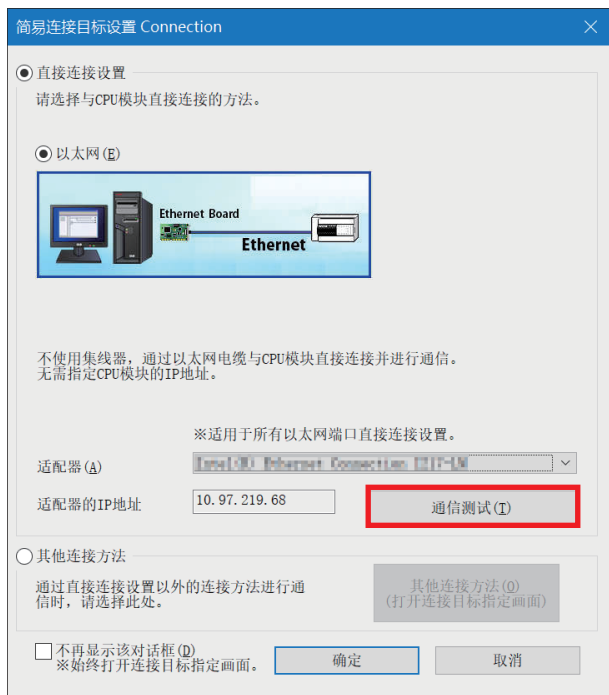 简易连接目标设置 Connection
直接连接设置
请选择与CPU模块直接连接的方法。
以太网(E)
Ethernet Board
Ethernet
不使用集线器，通过以太网电缆与CPU模块直接连接并进行通信。
无需指定CPU模块的IP地址。
※适用于所有以太网端口直接连接设置。
适配器(A)
适配器的IP地址
10. 97. 219. 68
通信测试(T)
其他连接方法
通过直接连接设置以外的连接方法进行通
信时，请选择此处。
其他连接方法(O)
(打开连接目标指定画面)
不再显示该对话框(D)
※始终打开连接目标指定画面。
确定
取消